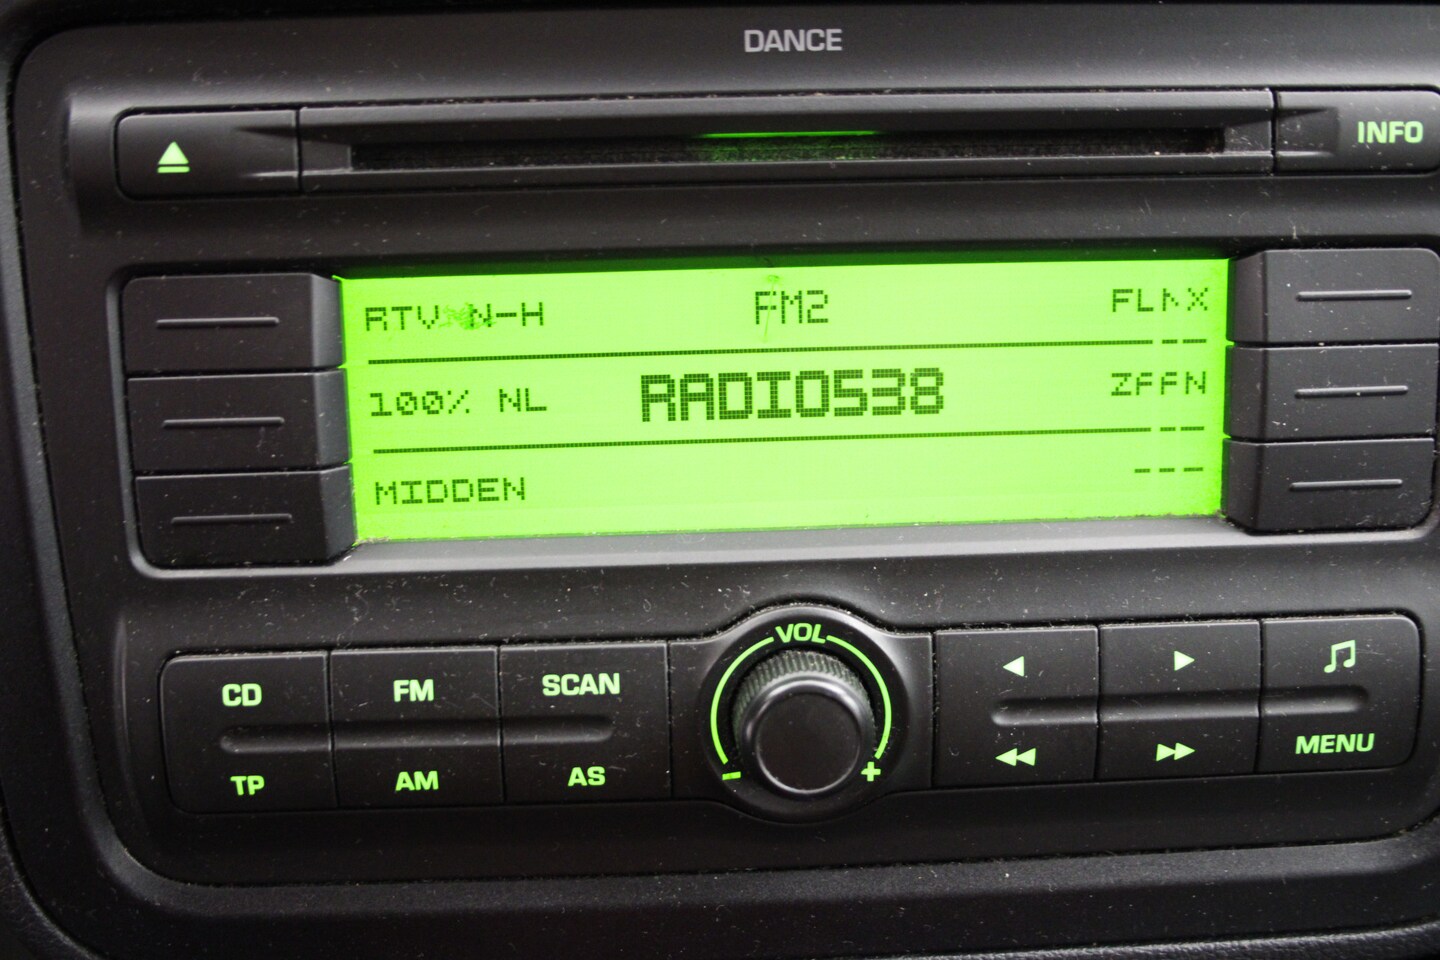 DANCE
INFO
RTV N-H FM2
100% NL RADIO538
MIDDEN ---
VOL
CD FM SCAN
TP AM AS - + MENU